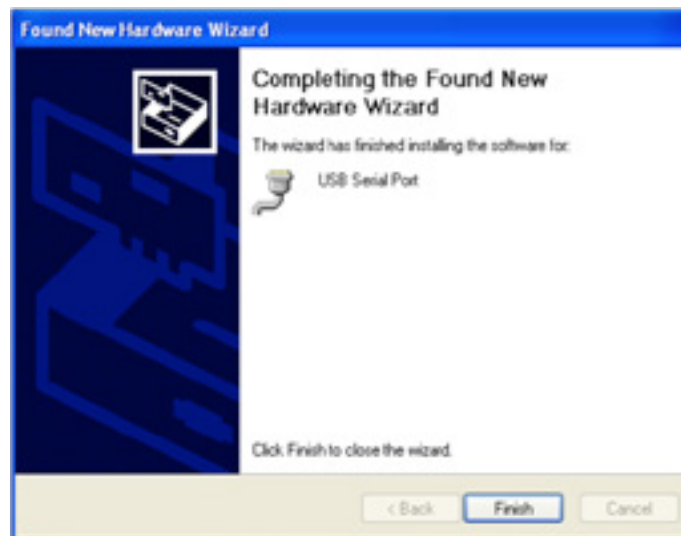 Found New Hardware Wizard
Completing the Found New
Hardware Wizard
The wizard has finished installing the software for:
USB Serial Port
Click Finish to close the wizard.
< Back
Finish
Cancel